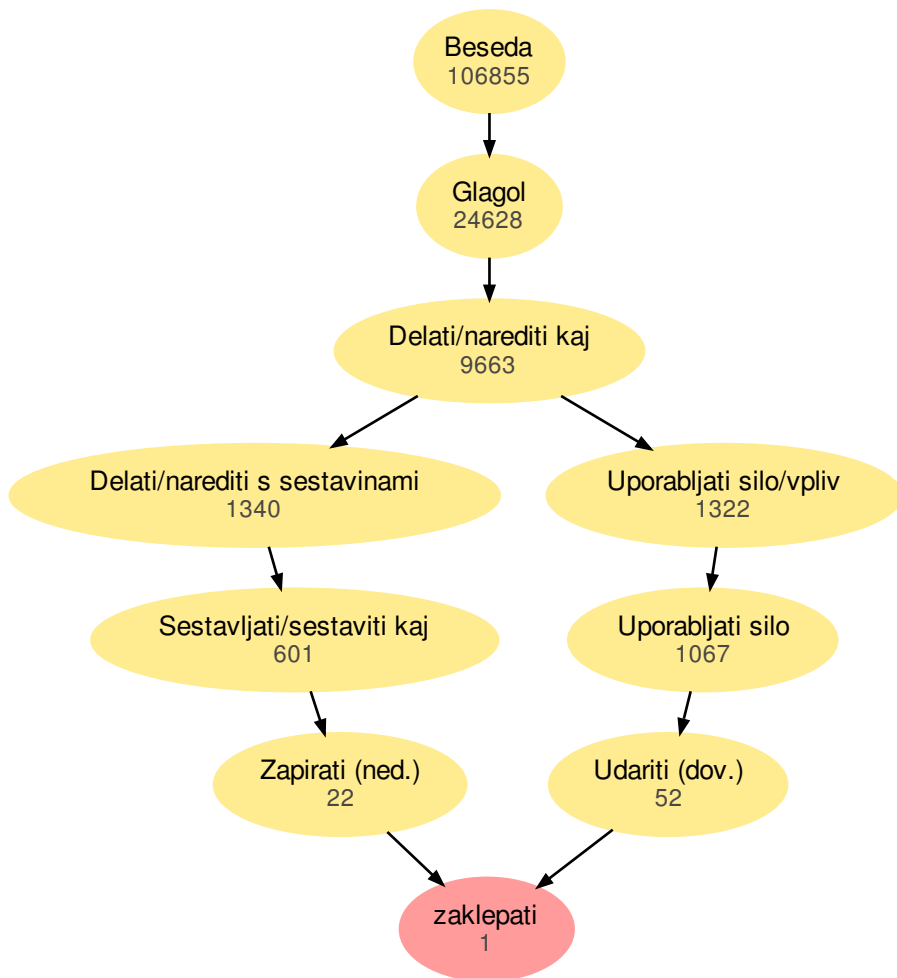 Beseda
106855
Glagol
24628
Delati/narediti kaj
9663
Delati/narediti s sestavinami
1340
Uporabljati silo/vpliv
1322
Sestavljati/sestaviti kaj
601
Uporabljati silo
1067
Zapirati (ned.)
22
Udariti (dov.)
52
zaklepati
1